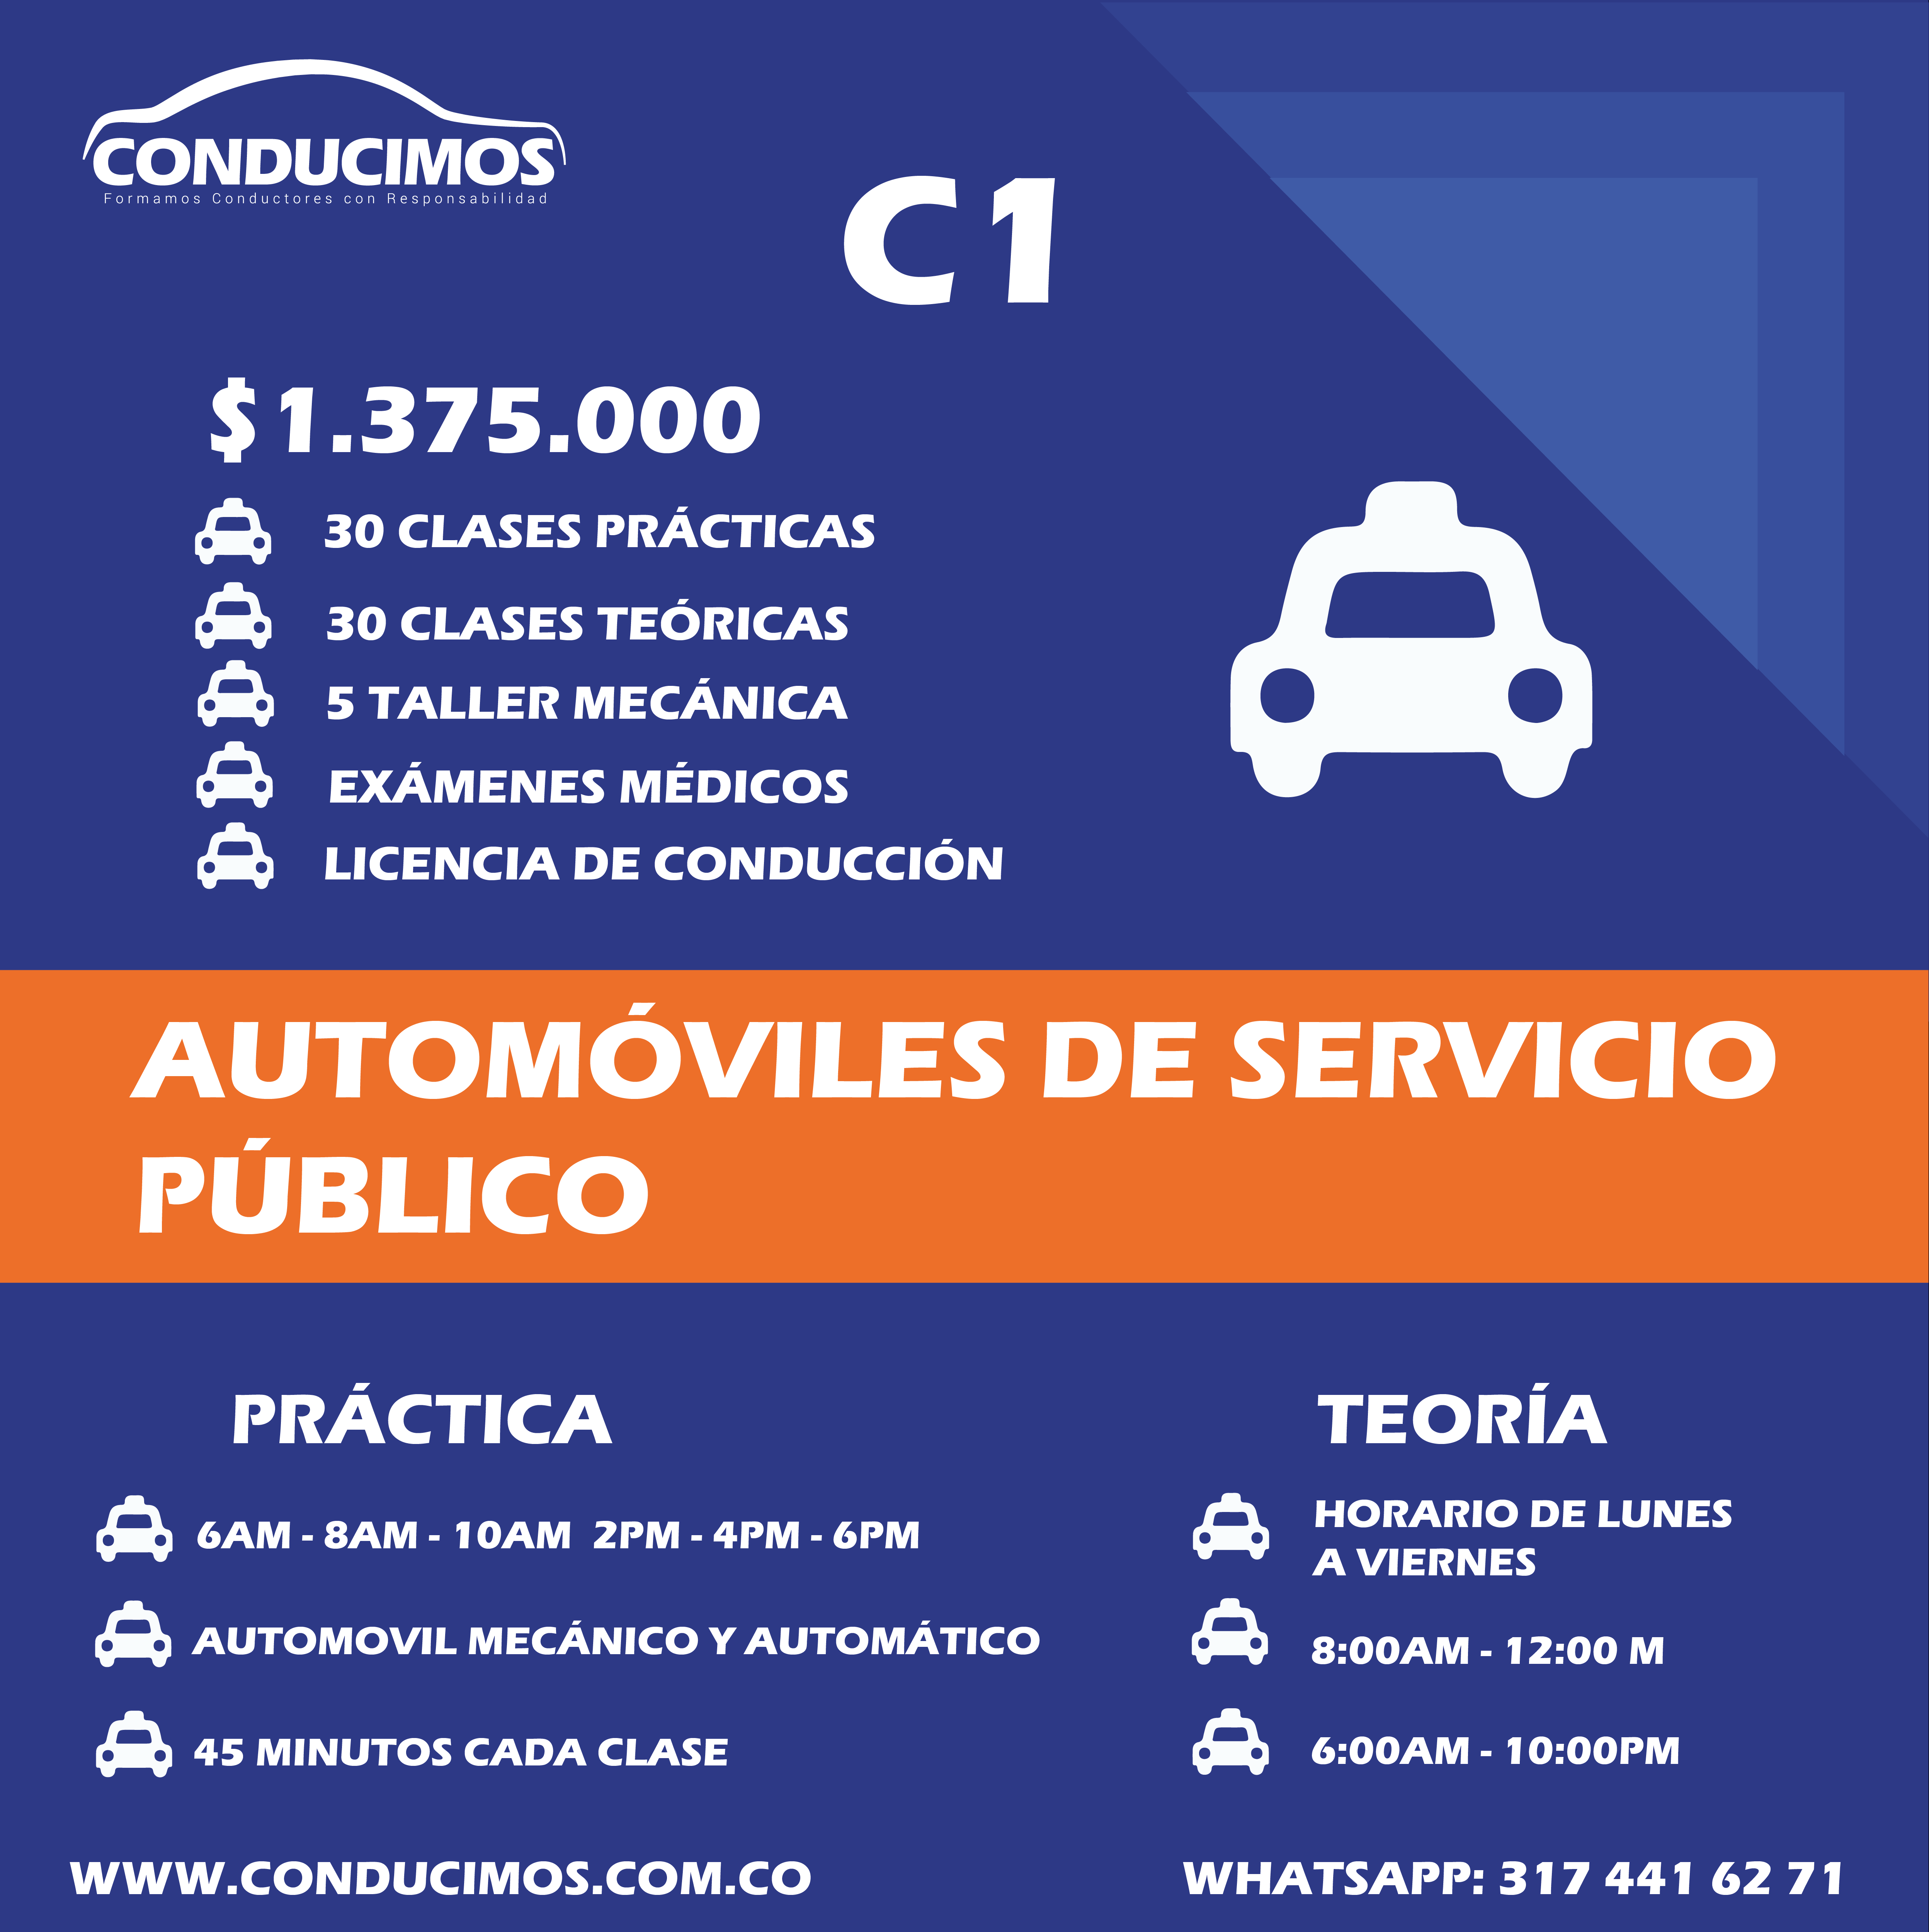 CONDUCIMOS
Formamos Conductores con Responsabilidad
C1
$1.375.000
30 CLASES PRÁCTICAS
30 CLASES TEÓRICAS
5 TALLER MECÁNICA
EXÁMENES MÉDICOS
LICENCIA DE CONDUCCIÓN
AUTOMÓVILES DE SERVICIO
PÚBLICO
PRÁCTICA
6AM - 8AM - 10AM 2PM - 4PM - 6PM
AUTOMOVIL MECÁNICO Y AUTOMÁTICO
45 MINUTOS CADA CLASE
TEORÍA
HORARIO DE LUNES
A VIERNES
8:00AM - 12:00 M
6:00AM - 10:00PM
WWW.CONDUCIMOS.COM.CO
WHATSAPP: 317 441 62 71